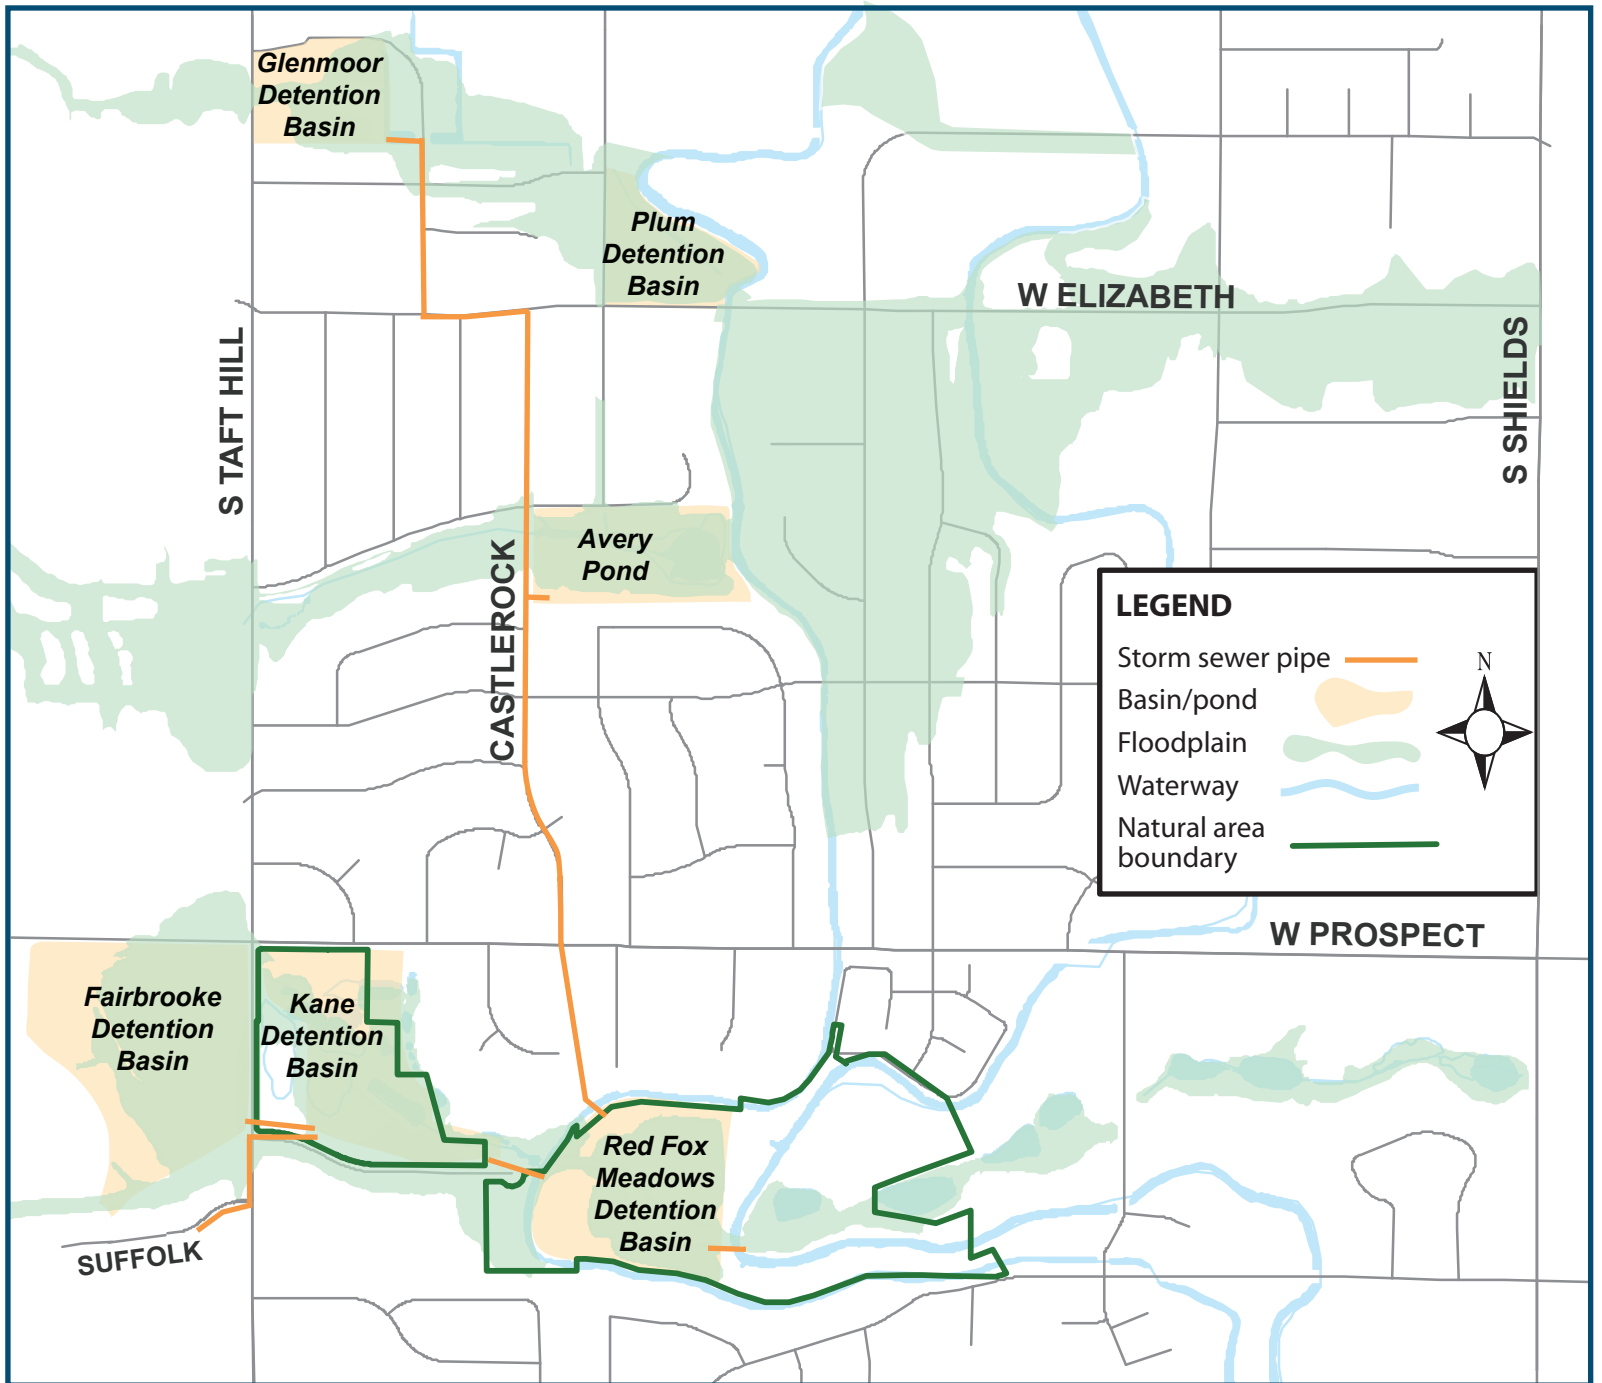 Glenmoor
Detention
Basin
Plum
Detention
Basin
W ELIZABETH
S TAFT HILL
S SHIELDS
Avery
Pond
CASTLEROCK
LEGEND
Storm sewer pipe
Basin/pond
Floodplain
Waterway
Natural area
boundary
N
W PROSPECT
Fairbrooke
Detention
Basin
Kane
Detention
Basin
Red Fox
Meadows
Detention
Basin
SUFFOLK